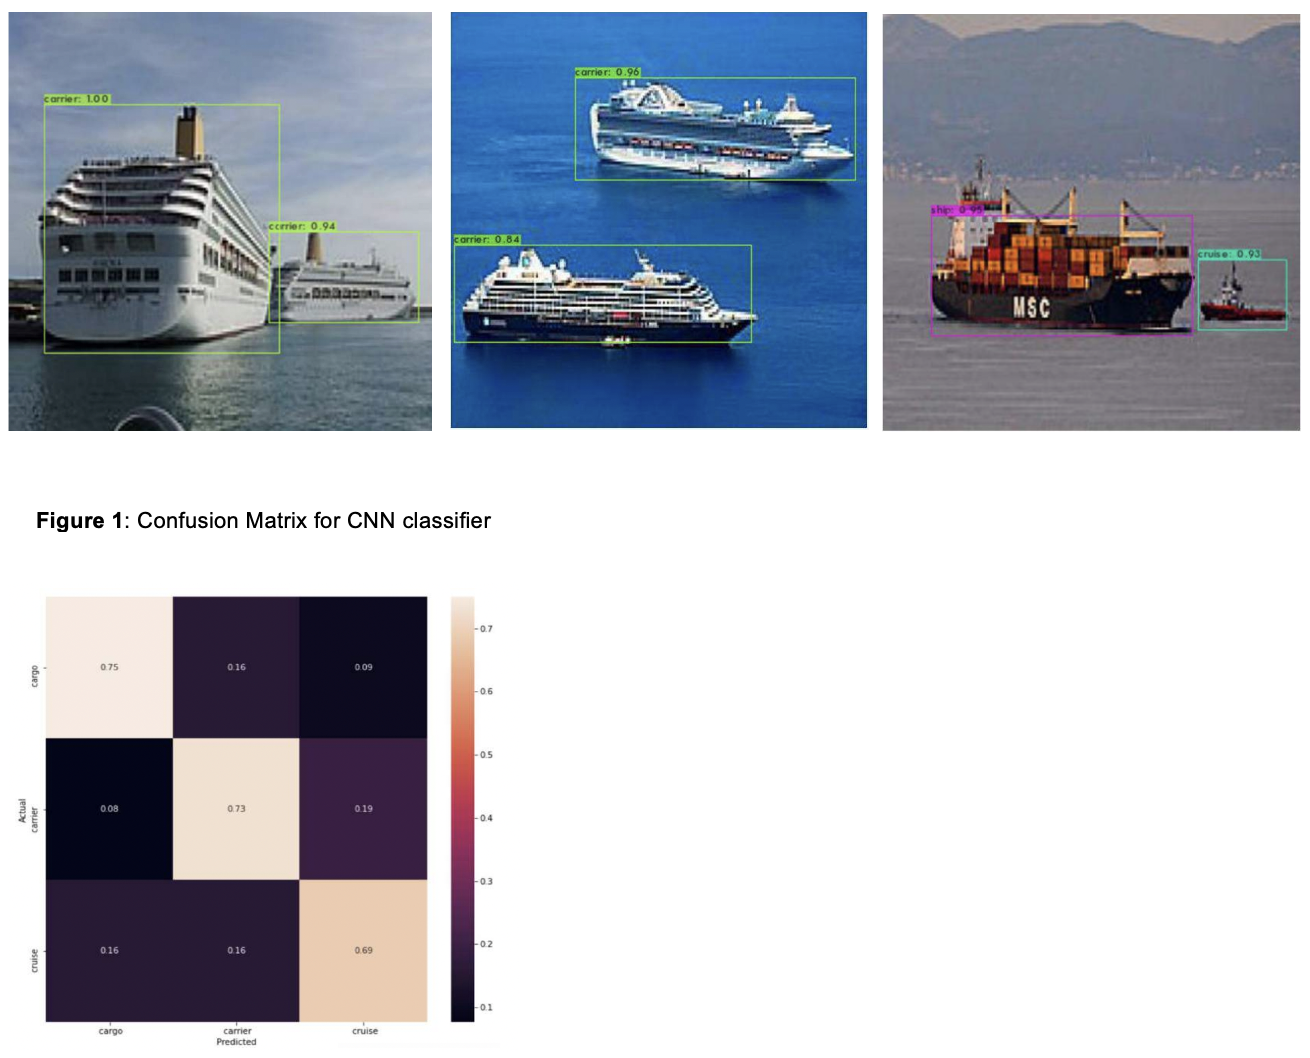 carrier: 1.00
carrier: 0.94
carrier: 0.96
carrier: 0.84
ship: 0.95
cruise: 0.93
MSC
Figure 1: Confusion Matrix for CNN classifier
cargo
0.75
0.16
0.09
Actual
carrier
0.08
0.73
0.19
cruise
0.16
0.16
0.69
cargo
carrier
cruise
Predicted
0.7
0.6
0.5
0.4
0.3
0.2
0.1